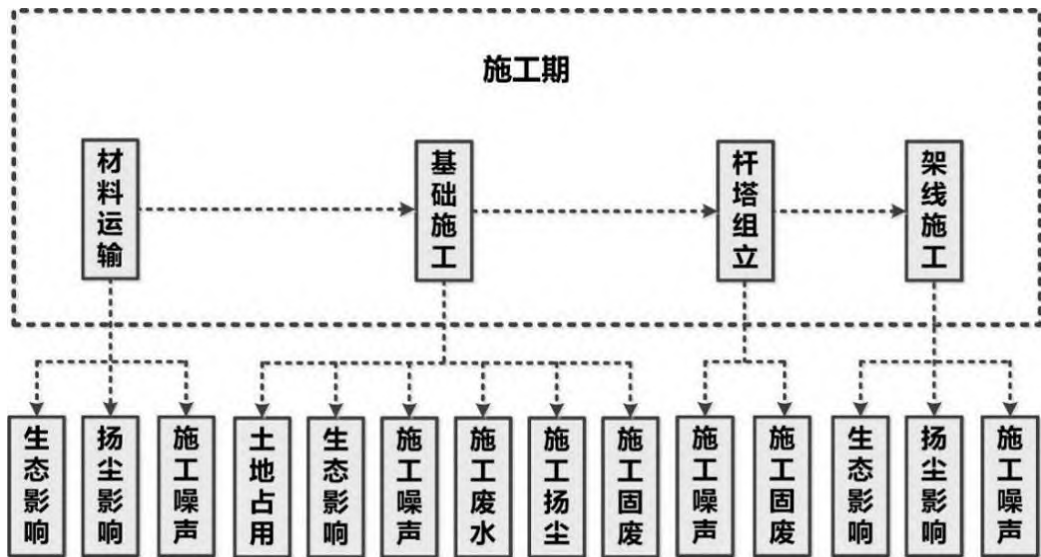 施工期
材料运输
基础施工
杆塔组立
架线施工
生态影响
扬尘影响
施工噪声
土地占用
生态影响
施工噪声
施工废水
施工扬尘
施工固废
施工噪声
施工固废
生态影响
扬尘影响
施工噪声